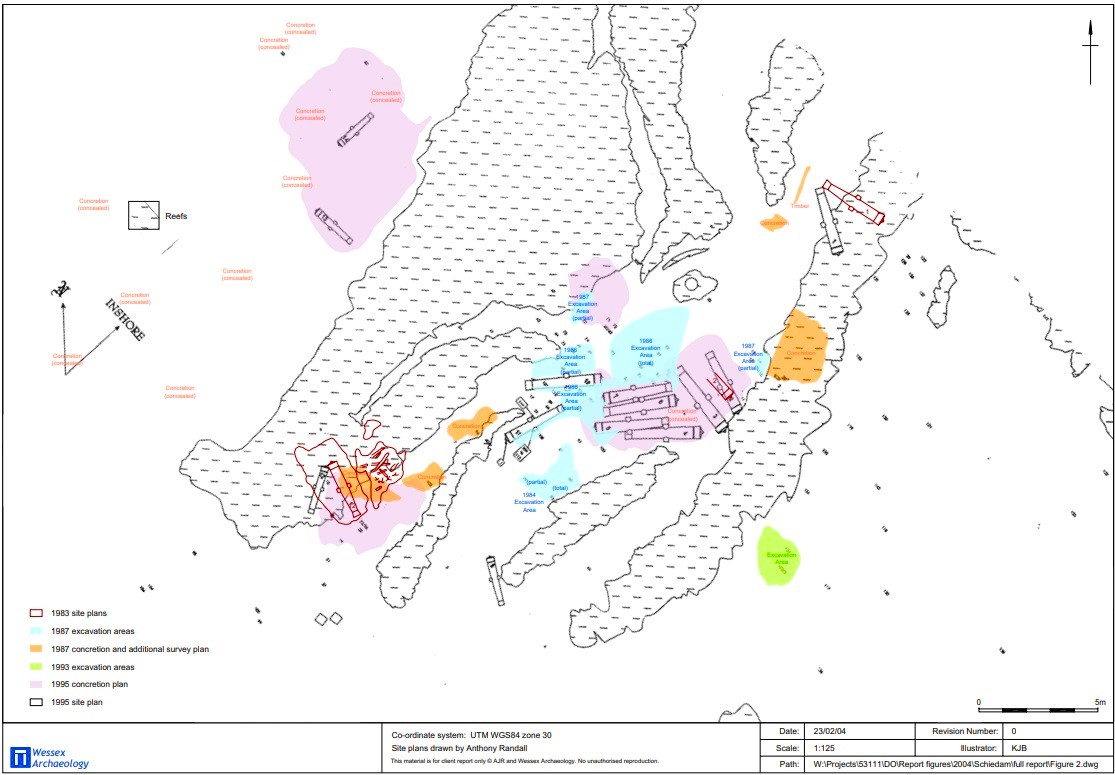 Concretion
(concealed)
Concretion
(concealed)
Concretion
(concealed)
Concretion
(concealed)
Concretion
(concealed)
Concretion
(concealed)
Reefs
Timber
Concretion
Concretion
(concealed)
N
INSHORE
Concretion
(concealed)
Concretion
(concealed)
Concretion
(concealed)
1987
Excavation
Area
(partial)
1986
Excavation
Area
(partial)
1986
Excavation
Area
(total)
1987
Excavation
Area
(partial)
Concretion
1986
Excavation
Area
(partial)
Concretion
(concealed)
Concretion
Concretion
(partial)
(total)
1984
Excavation
Area
Excavation
Area
1983 site plans
1987 excavation areas
1987 concretion and additional survey plan
1993 excavation areas
1995 concretion plan
1995 site plan
0 5m
Wessex
Archaeology
Co-ordinate system: UTM WGS84 zone 30
Site plans drawn by Anthony Randall
This material is for client report only © AJR and Wessex Archaeology. No unauthorised reproduction.
Date: 23/02/04 Revision Number: 0
Scale: 1:125 Illustrator: KJB
Path: W:\Projects\53111\DO\Report figures\2004\Schiedam\full report\Figure 2.dwg